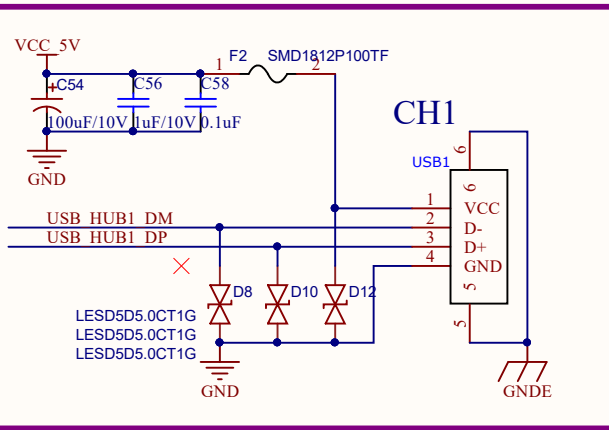 VCC_5V
1
F2
SMD1812P100TF
2
C54
C56
C58
100uF/10V
1uF/10V
0.1uF
GND
CH1
USB1
6
6
1
VCC
USB_HUB1_DM
2
D-
USB_HUB1_DP
3
D+
4
GND
5
5
D8
D10
D12
LESD5D5.0CT1G
LESD5D5.0CT1G
LESD5D5.0CT1G
GND
GNDE